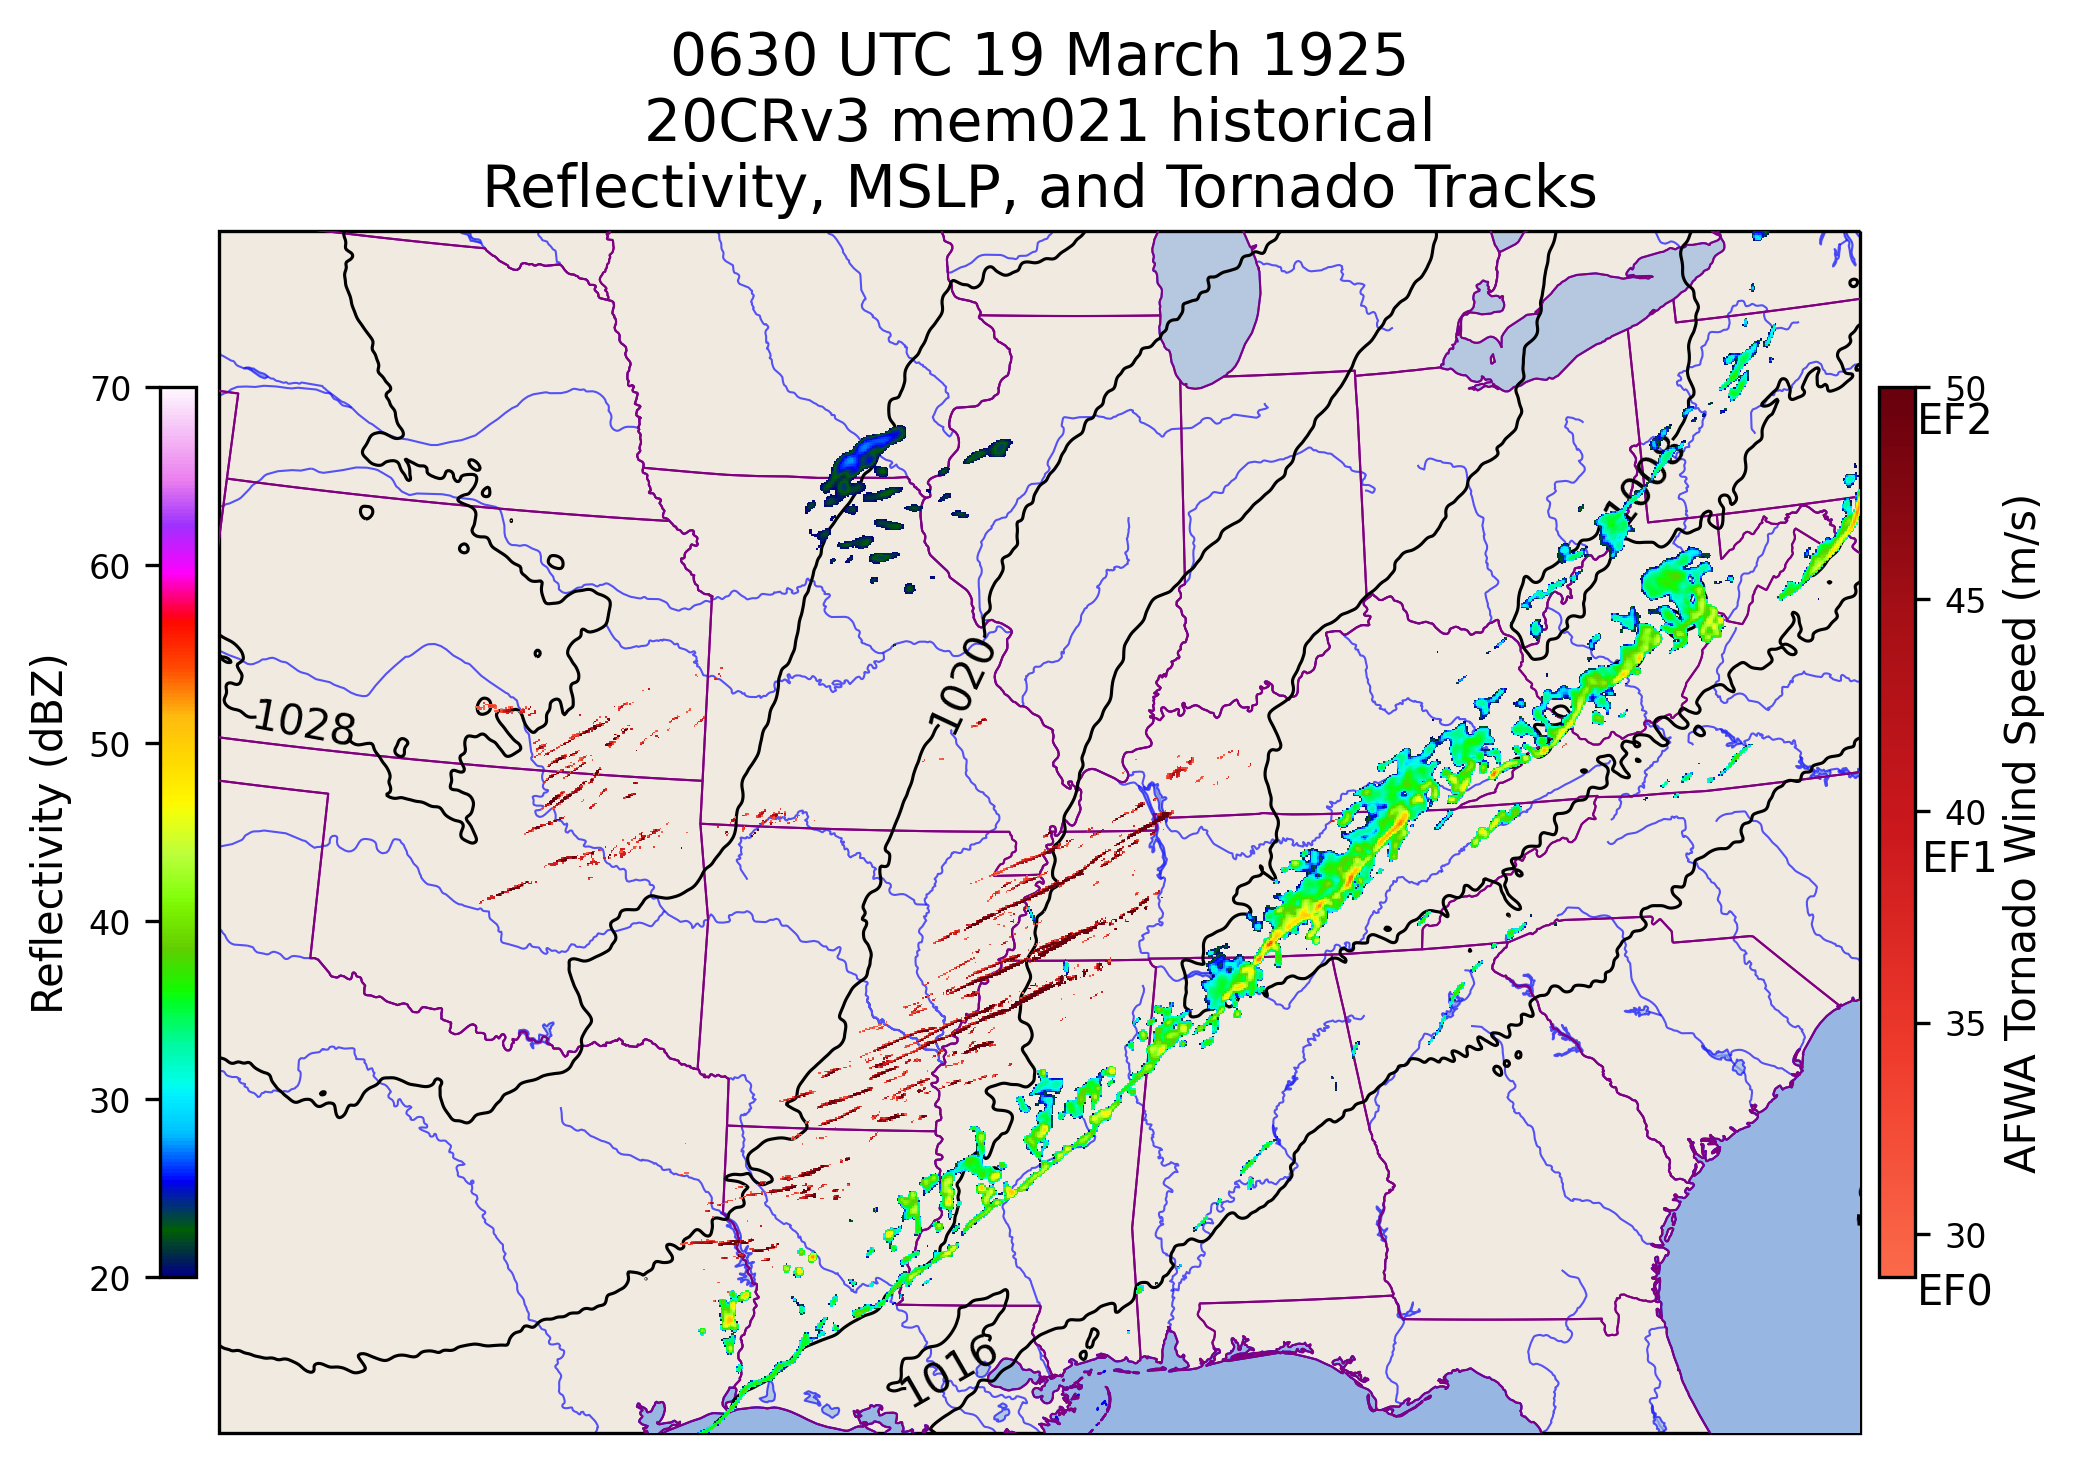 0630 UTC 19 March 1925
20CRv3 mem021 historical
Reflectivity, MSLP, and Tornado Tracks
70
60
50
40
30
20
Reflectivity (dBZ)
1028
1020
1008
1016
50
EF2
45
40
EF1
35
30
EF0
AFWA Tornado Wind Speed (m/s)